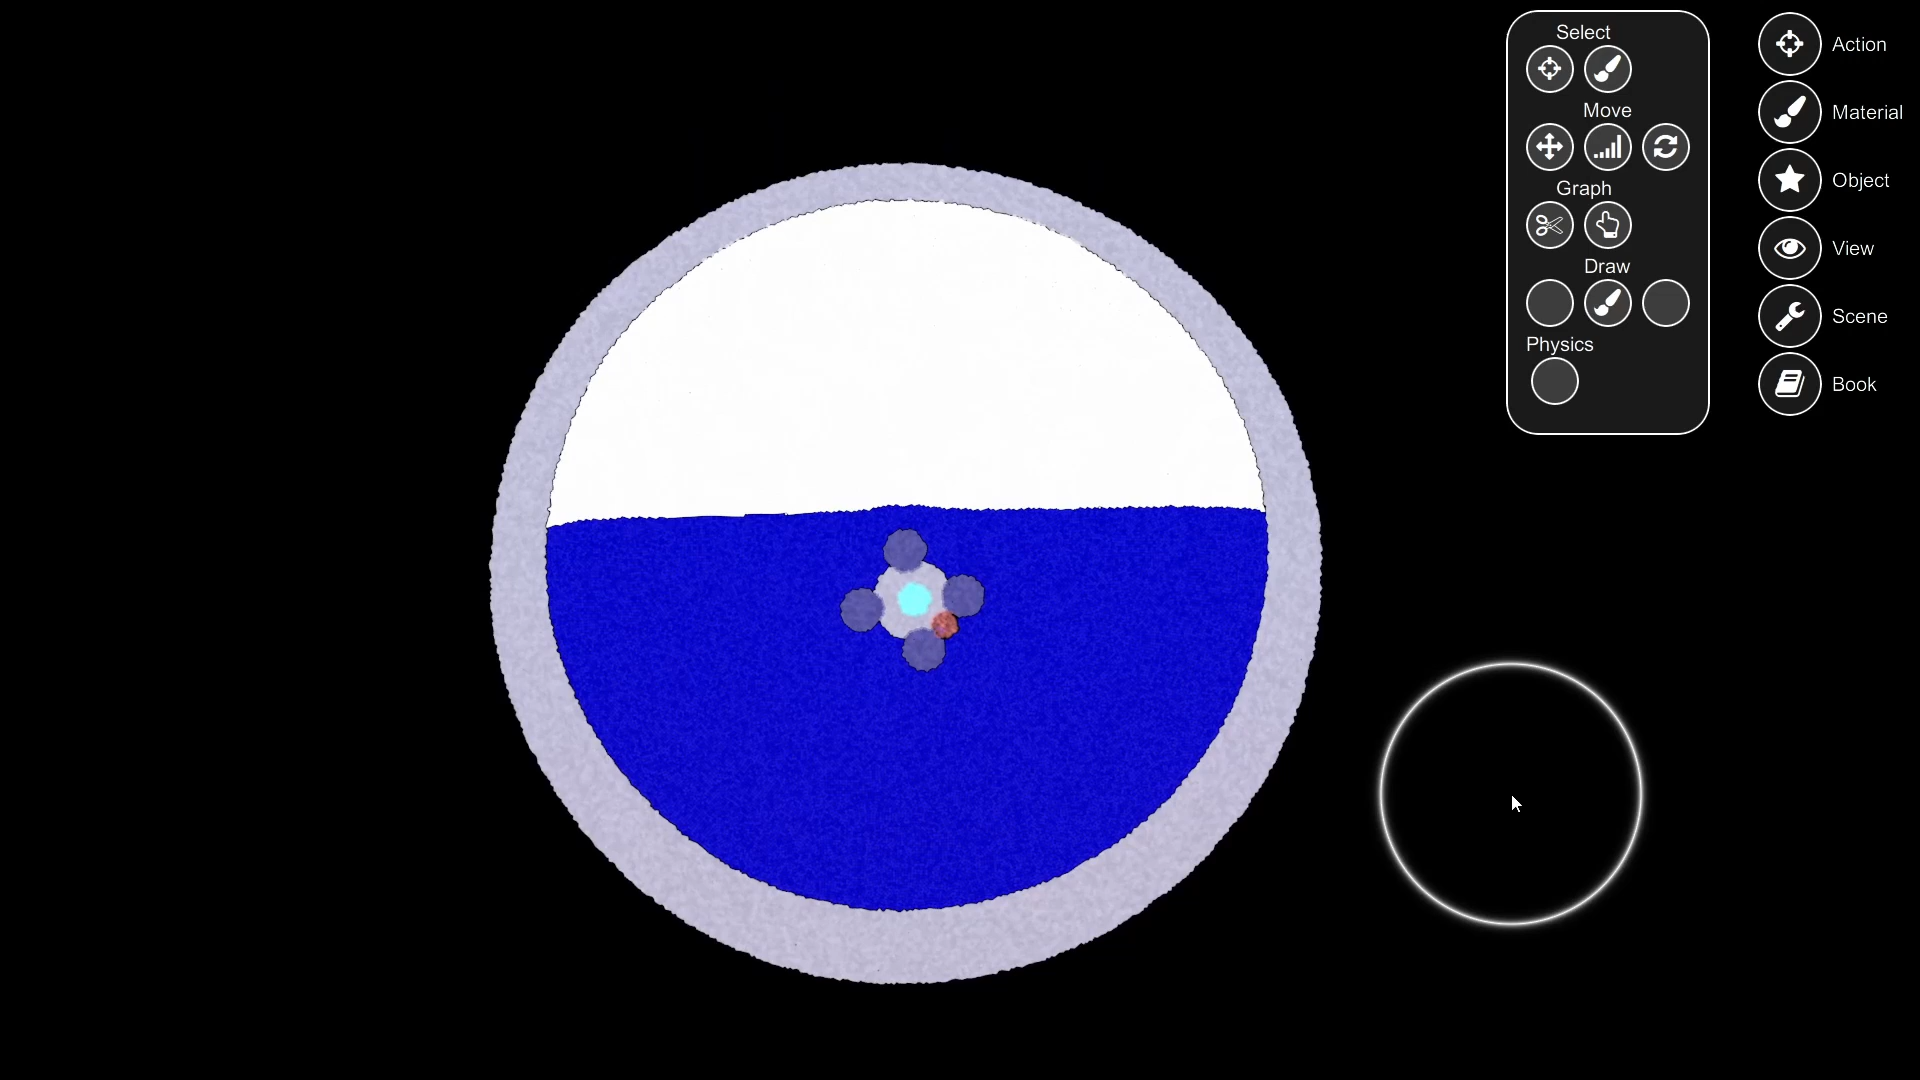 Select
Move
Graph
Draw
Physics
Action
Material
Object
View
Scene
Book